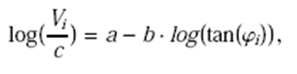 log(V_i/c) = a − b · log(tan(φ_i)),